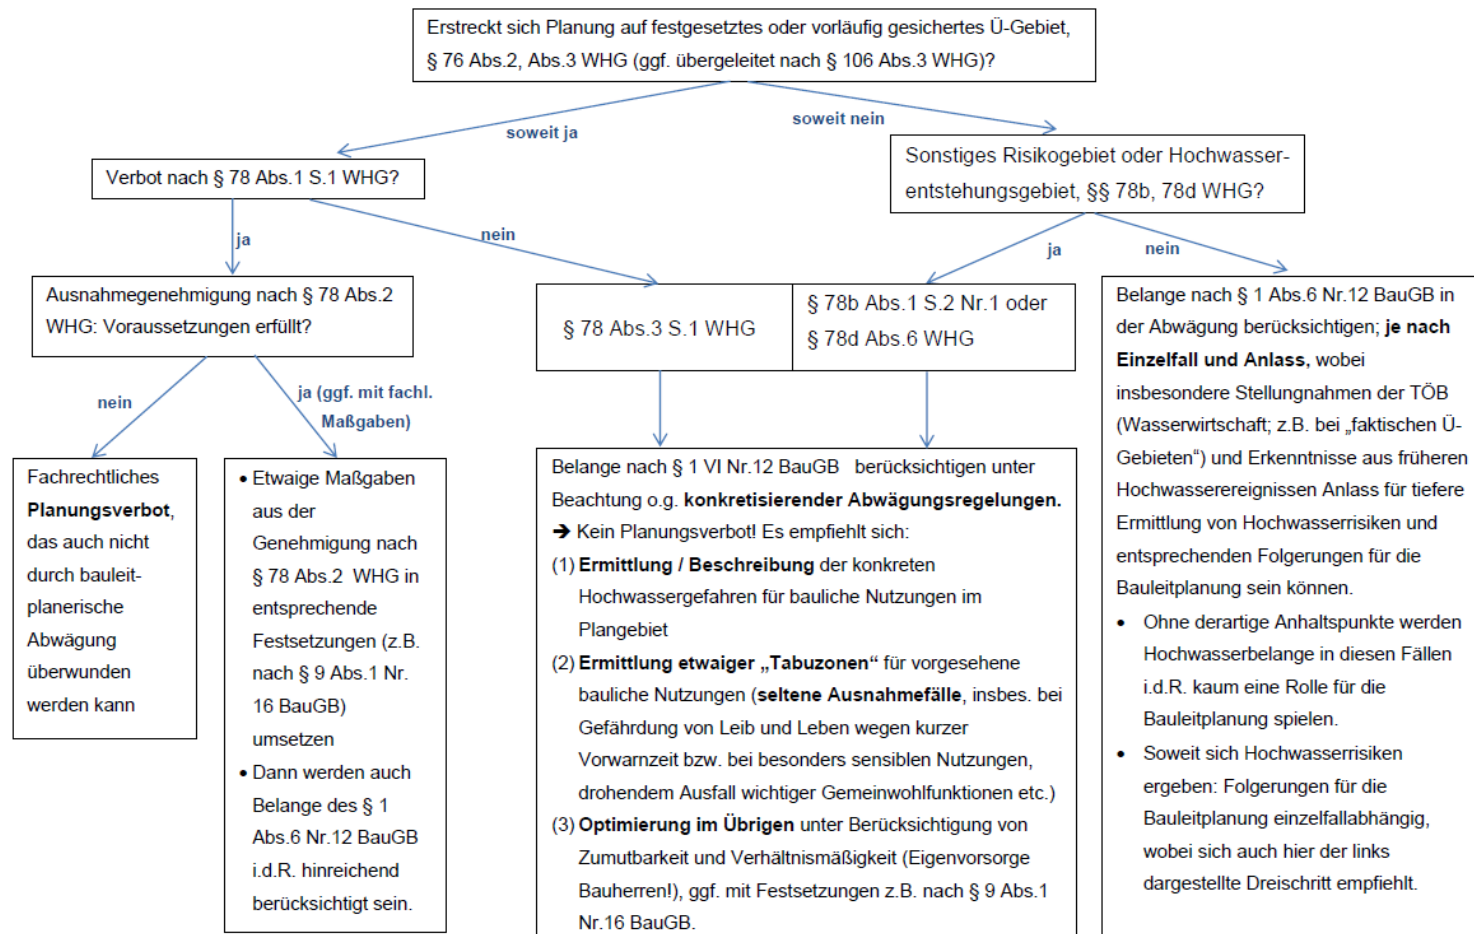 Erstreckt sich Planung auf festgesetztes oder vorläufig gesichertes Ü-Gebiet,
§ 76 Abs.2, Abs.3 WHG (ggf. übergeleitet nach § 106 Abs.3 WHG)?
soweit ja
soweit nein
Verbot nach § 78 Abs.1 S.1 WHG?
Sonstiges Risikogebiet oder Hochwasser-
entstehungsgebiet, §§ 78b, 78d WHG?
ja
nein
ja
nein
Ausnahmegenehmigung nach § 78 Abs.2
WHG: Voraussetzungen erfüllt?
§ 78 Abs.3 S.1 WHG
§ 78b Abs.1 S.2 Nr.1 oder
§ 78d Abs.6 WHG
nein
ja (ggf. mit fachl.
Maßgaben)
Fachrechtliches
Planungsverbot,
das auch nicht
durch bauleit-
planerische
Abwägung
überwunden
werden kann
• Etwaige Maßgaben
aus der
Genehmigung nach
§ 78 Abs.2 WHG in
entsprechende
Festsetzungen (z.B.
nach § 9 Abs.1 Nr.
16 BauGB)
umsetzen
• Dann werden auch
Belange des § 1
Abs.6 Nr.12 BauGB
i.d.R. hinreichend
berücksichtigt sein.
Belange nach § 1 VI Nr.12 BauGB berücksichtigen unter
Beachtung o.g. konkretisierender Abwägungsregelungen.
➔ Kein Planungsverbot! Es empfiehlt sich:
(1) Ermittlung / Beschreibung der konkreten
Hochwassergefahren für bauliche Nutzungen im
Plangebiet
(2) Ermittlung etwaiger „Tabuzonen“ für vorgesehene
bauliche Nutzungen (seltene Ausnahmefälle, insbes. bei
Gefährdung von Leib und Leben wegen kurzer
Vorwarnzeit bzw. bei besonders sensiblen Nutzungen,
drohendem Ausfall wichtiger Gemeinwohlfunktionen etc.)
(3) Optimierung im Übrigen unter Berücksichtigung von
Zumutbarkeit und Verhältnismäßigkeit (Eigenvorsorge
Bauherren!), ggf. mit Festsetzungen z.B. nach § 9 Abs.1
Nr.16 BauGB.
Belange nach § 1 Abs.6 Nr.12 BauGB in
der Abwägung berücksichtigen; je nach
Einzelfall und Anlass, wobei
insbesondere Stellungnahmen der TÖB
(Wasserwirtschaft; z.B. bei „faktischen Ü-
Gebieten“) und Erkenntnisse aus früheren
Hochwasserereignissen Anlass für tiefere
Ermittlung von Hochwasserrisiken und
entsprechenden Folgerungen für die
Bauleitplanung sein können.
• Ohne derartige Anhaltspunkte werden
Hochwasserbelange in diesen Fällen
i.d.R. kaum eine Rolle für die
Bauleitplanung spielen.
• Soweit sich Hochwasserrisiken
ergeben: Folgerungen für die
Bauleitplanung einzelfallabhängig,
wobei sich auch hier der links
dargestellte Dreischritt empfiehlt.